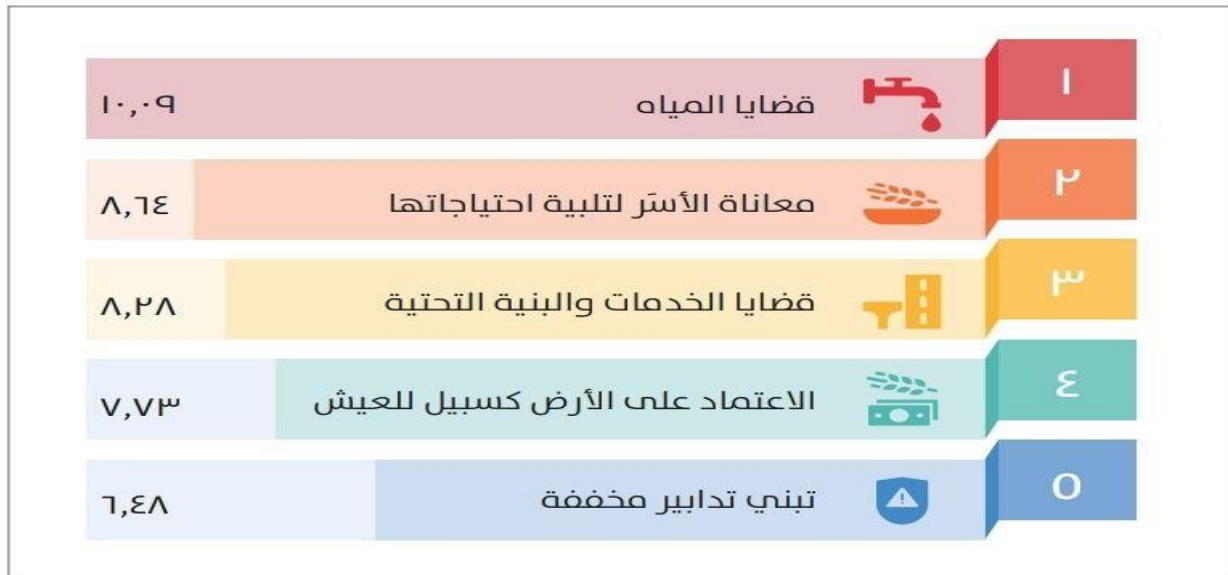 ١ قضايا المياه ١٠,٠٩
٢ معاناة الأسَر لتلبية احتياجاتها ٨,٦٤
٣ قضايا الخدمات والبنية التحتية ٨,٢٨
٤ الاعتماد على الأرض كسبيل للعيش ٧,٧٣
٥ تبني تدابير مخففة ٦,٤٨